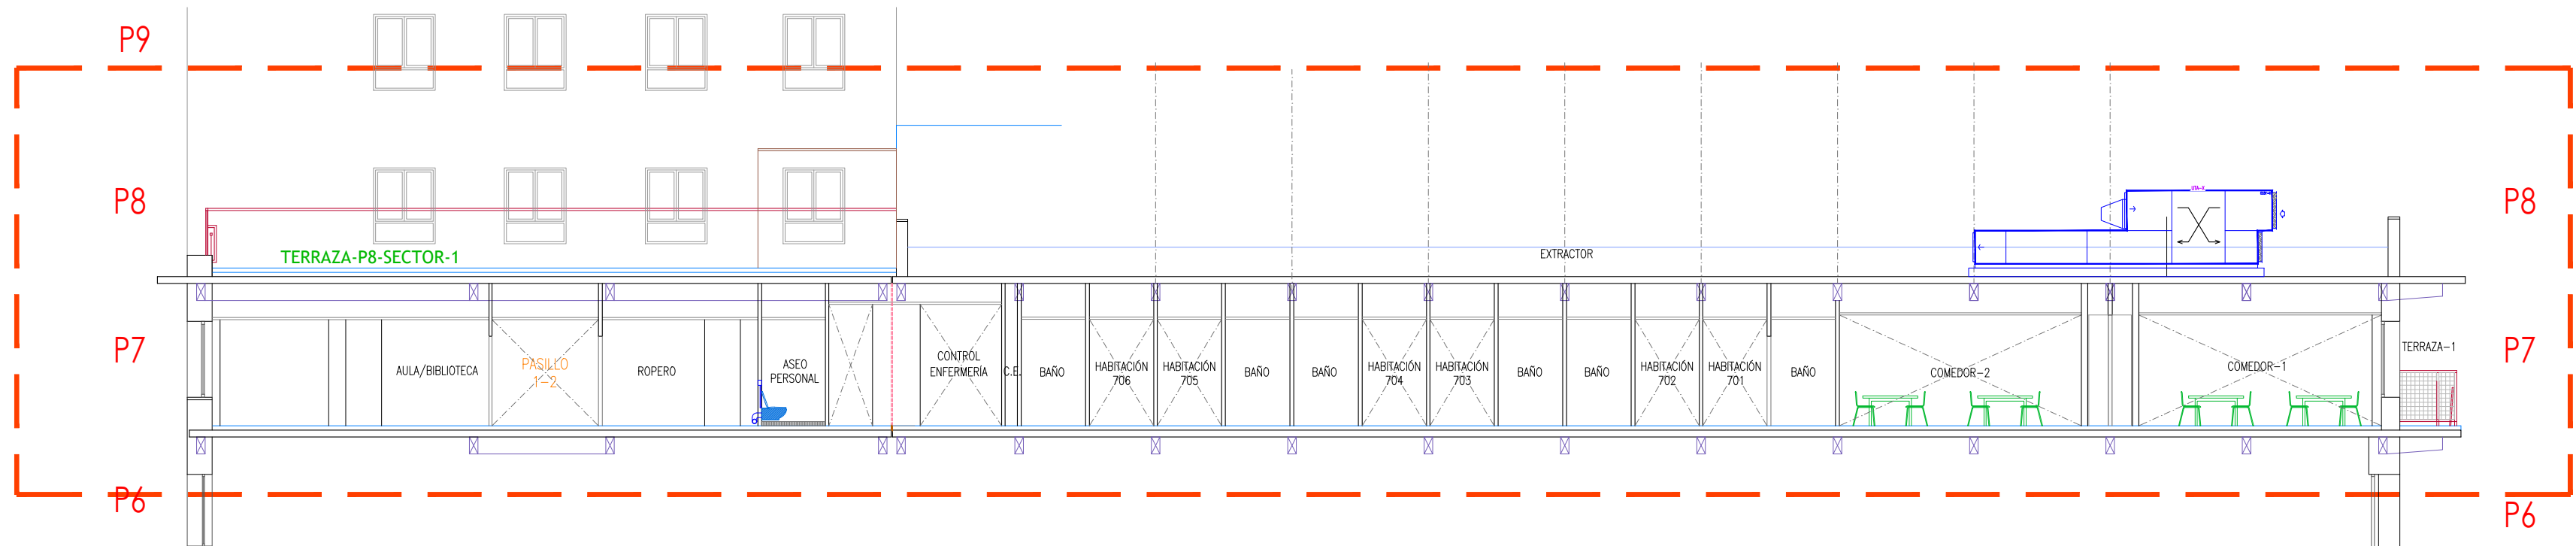 P9
P8
P8
UTA-X
TERRAZA-P8-SECTOR-1
EXTRACTOR
P7
P7
AULA/BIBLIOTECA
PASILLO
1-2
ROPERO
ASEO
PERSONAL
CONTROL
ENFERMERÍA
C.E.
BAÑO
HABITACIÓN
706
HABITACIÓN
705
BAÑO
BAÑO
HABITACIÓN
704
HABITACIÓN
703
BAÑO
BAÑO
HABITACIÓN
702
HABITACIÓN
701
BAÑO
COMEDOR-2
COMEDOR-1
TERRAZA-1
P6
P6